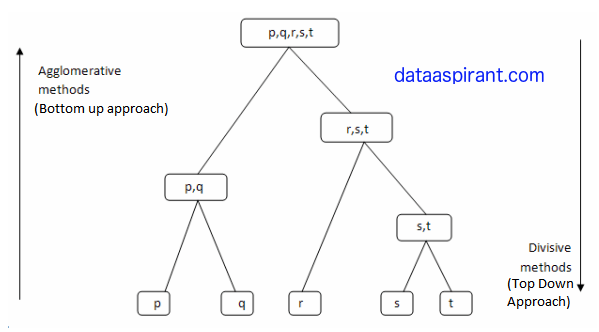 p,q,r,s,t
Agglomerative
methods
(Bottom up approach)
dataaspirant.com
r,s,t
p,q
s,t
Divisive
methods
(Top Down
Approach)
p
q
r
s
t